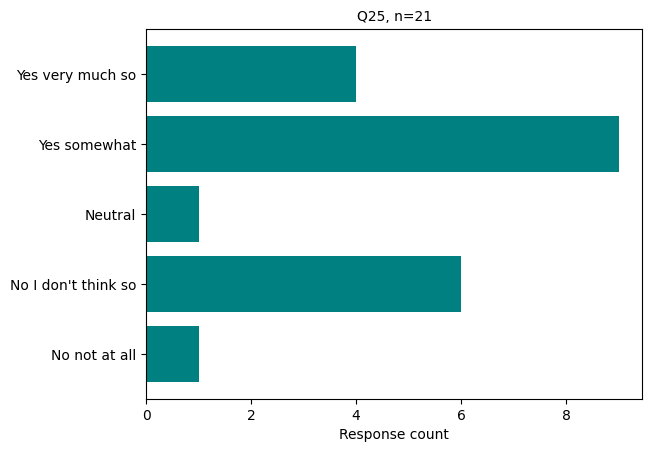 Q25, n=21
Yes very much so
Yes somewhat
Neutral
No I don't think so
No not at all
0 2 4 6 8
Response count